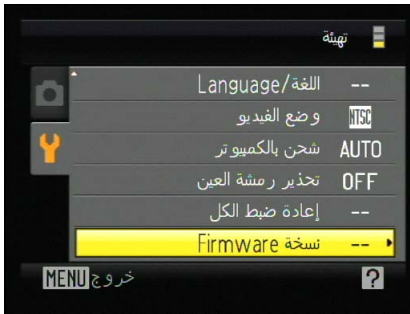 تهيئة
اللغة/Language --
وضع الفيديو NTSC
شحن بالكمبيوتر AUTO
تحذير رمشة العين OFF
إعادة ضبط الكل --
نسخة Firmware --
MENU خروج ?